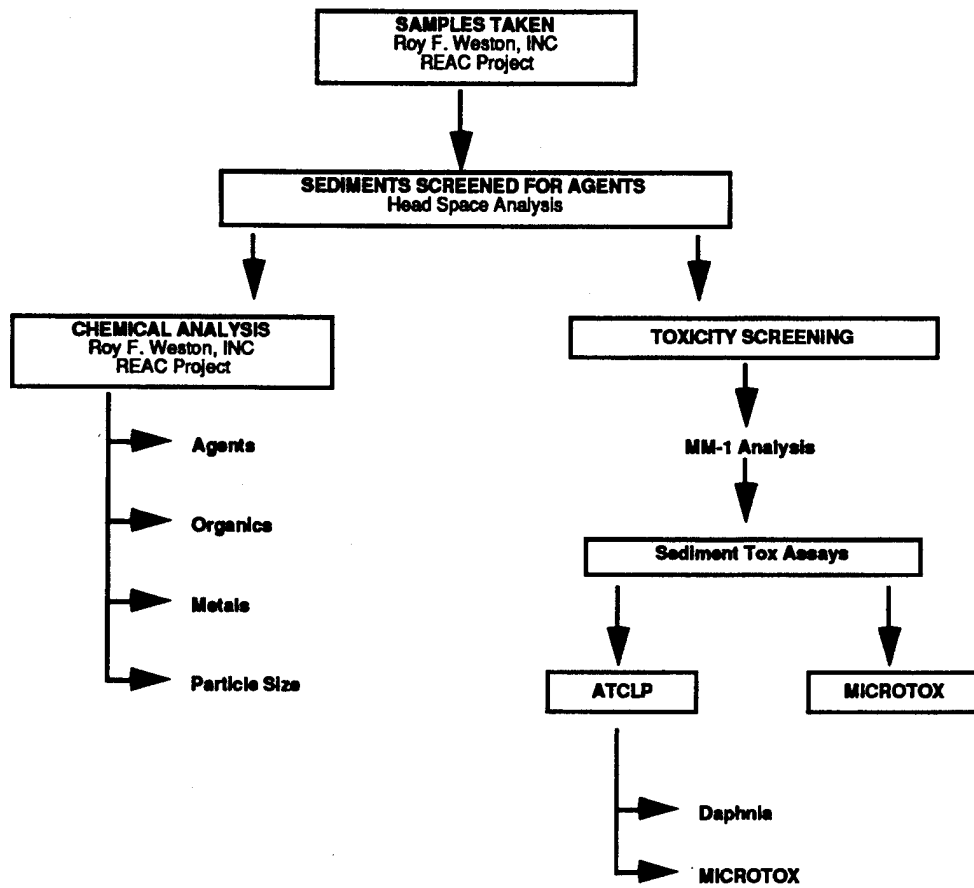 SAMPLES TAKEN
Roy F. Weston, INC
REAC Project
SEDIMENTS SCREENED FOR AGENTS
Head Space Analysis
CHEMICAL ANALYSIS
Roy F. Weston, INC
REAC Project
Agents
Organics
Metals
Particle Size
TOXICITY SCREENING
MM-1 Analysis
Sediment Tox Assays
ATCLP
MICROTOX
Daphnia
MICROTOX